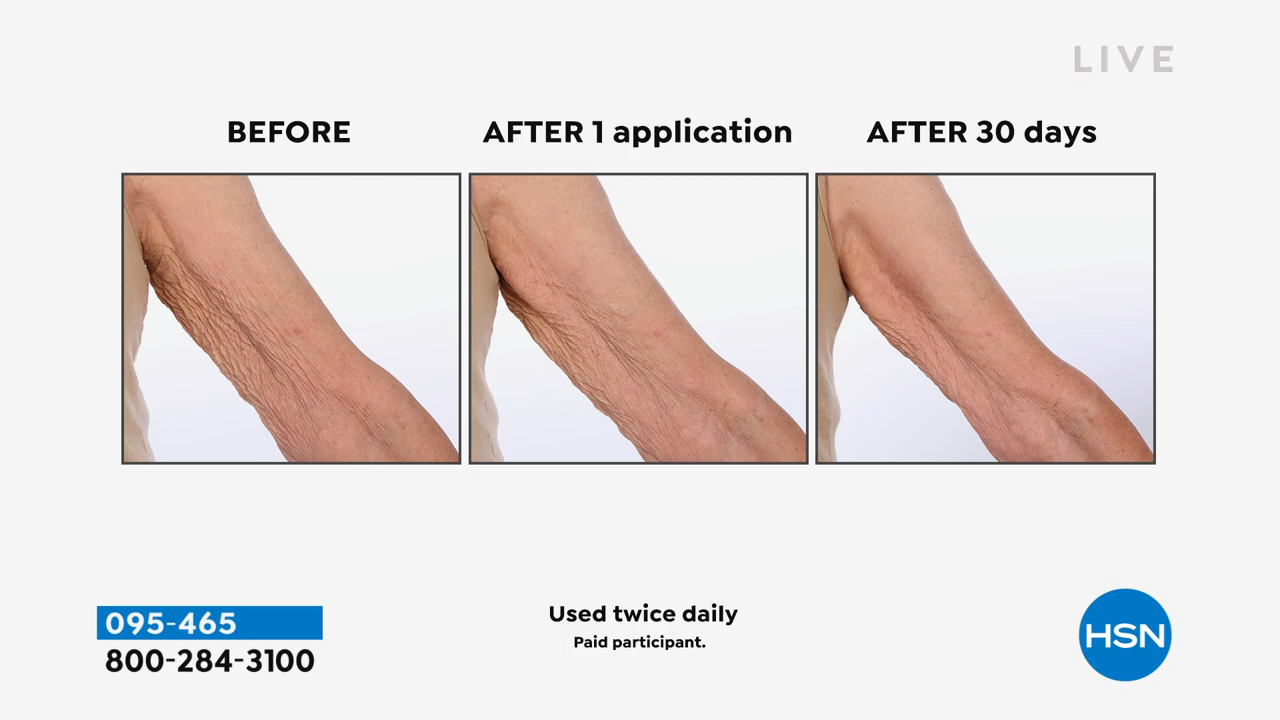 LIVE
BEFORE
AFTER 1 application
AFTER 30 days
095-465
800-284-3100
Used twice daily
Paid participant.
HSN